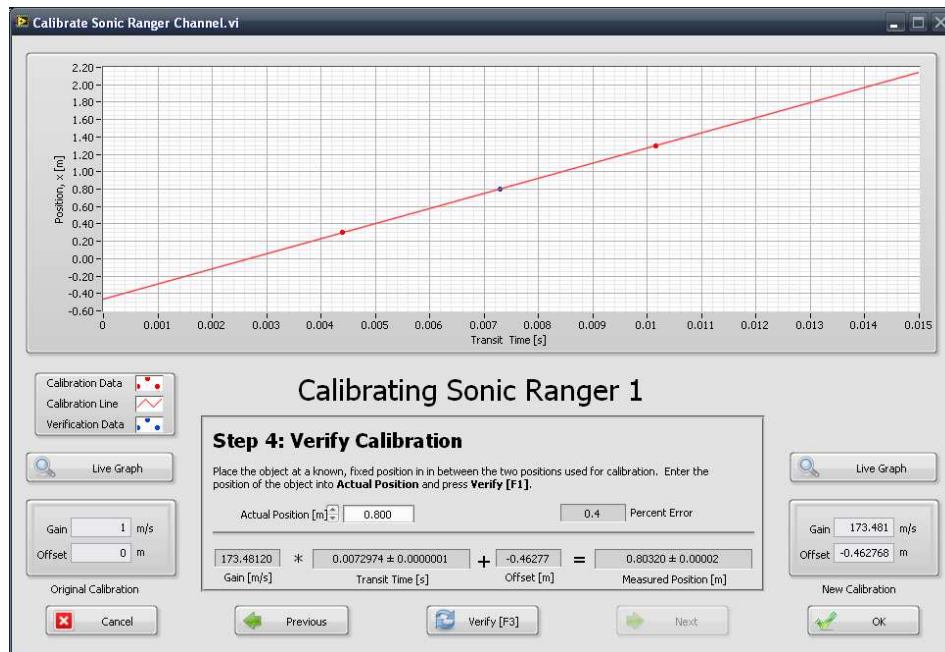 Calibrate Sonic Ranger Channel.vi
2.20
2.00
1.80
1.60
1.40
1.20
1.00
0.80
0.60
0.40
0.20
0.00
-0.20
-0.40
-0.60
Position, x [m]
0 0.001 0.002 0.003 0.004 0.005 0.006 0.007 0.008 0.009 0.01 0.011 0.012 0.013 0.014 0.015
Transit Time [s]
Calibration Data
Calibration Line
Verification Data
Calibrating Sonic Ranger 1
Live Graph
Gain 1 m/s
Offset 0 m
Original Calibration
Step 4: Verify Calibration
Place the object at a known, fixed position in in between the two positions used for calibration. Enter the
position of the object into Actual Position and press Verify [F1].
Actual Position [m] 0.800 0.4 Percent Error
173.48120 * 0.0072974 ± 0.0000001 + -0.46277 = 0.80320 ± 0.00002
Gain [m/s] Transit Time [s] Offset [m] Measured Position [m]
Live Graph
Gain 173.481 m/s
Offset -0.462768 m
New Calibration
Cancel Previous Verify [F3] Next OK